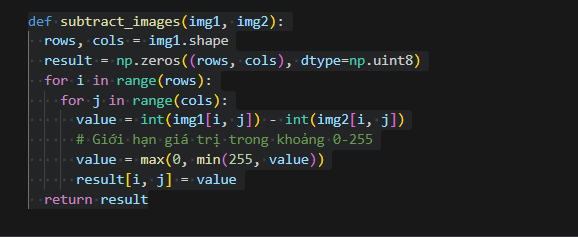 def subtract_images(img1, img2):
  rows, cols = img1.shape
  result = np.zeros((rows, cols), dtype=np.uint8)
  for i in range(rows):
    for j in range(cols):
      value = int(img1[i, j]) - int(img2[i, j])
      # Giới hạn giá trị trong khoảng 0-255
      value = max(0, min(255, value))
      result[i, j] = value
  return result